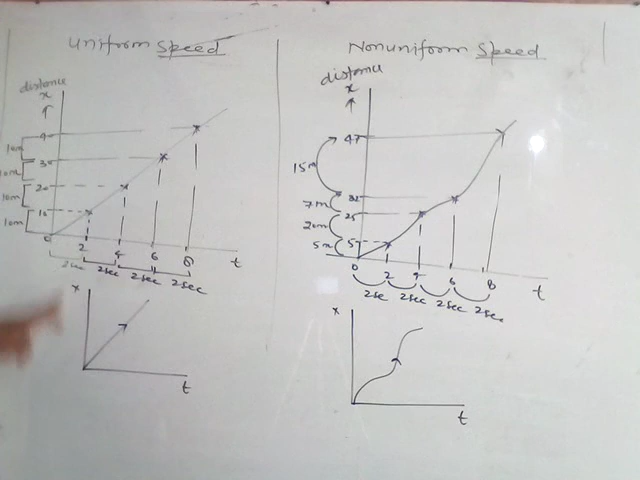 Uniform Speed
distance
x
10m
10m
10m
10m
4
30
20
10
0
2
4
6
8
t
2sec
2sec
2sec
2sec
x
t
Nonuniform Speed
distance
x
15m
7m
20m
5m
47
32
25
5
0
2
4
6
8
t
2sec
2sec
2sec
2sec
x
t